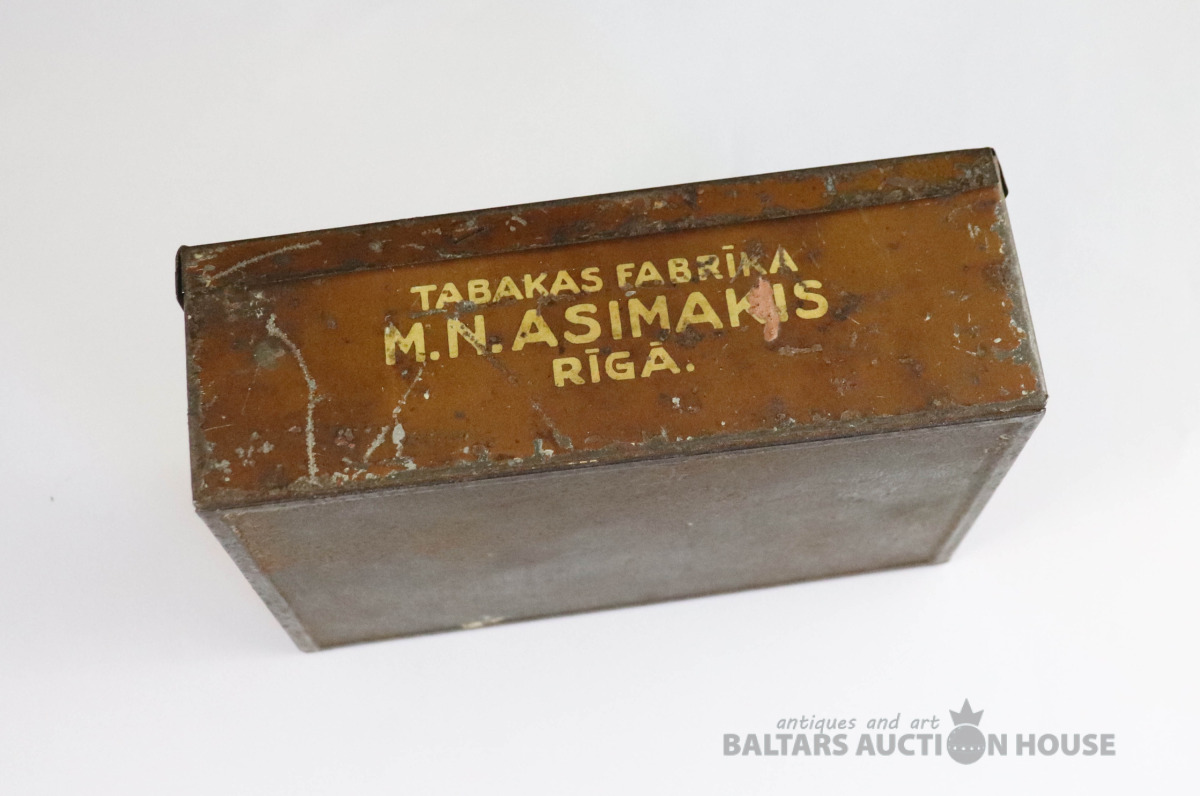 TABAKAS FABRĪKA
M.N.ASIMAKIS
RĪGĀ.
antiques and art
BALTARS AUCTION HOUSE